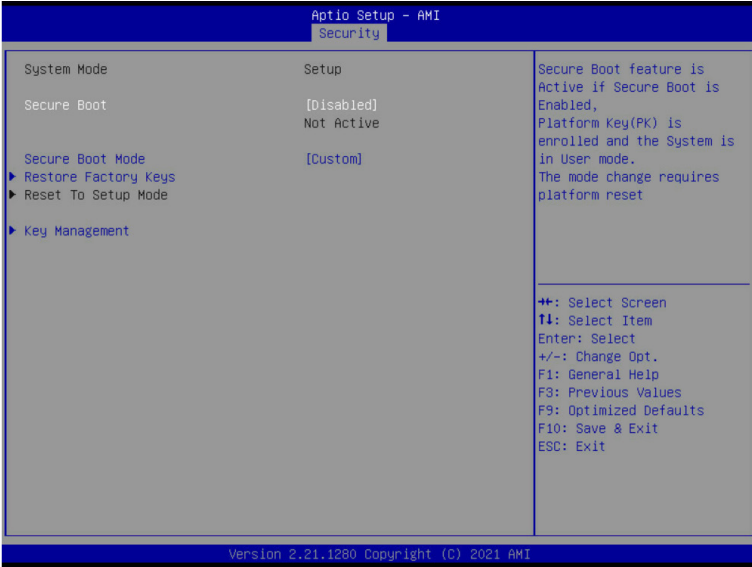 Aptio Setup - AMI
Security
System Mode Setup
Secure Boot [Disabled]
Not Active
Secure Boot Mode [Custom]
Restore Factory Keys
Reset To Setup Mode
Key Management
Secure Boot feature is
Active if Secure Boot is
Enabled,
Platform Key(PK) is
enrolled and the System is
in User mode.
The mode change requires
platform reset
→←: Select Screen
↑↓: Select Item
Enter: Select
+/-: Change Opt.
F1: General Help
F3: Previous Values
F9: Optimized Defaults
F10: Save & Exit
ESC: Exit
Version 2.21.1280 Copyright (C) 2021 AMI